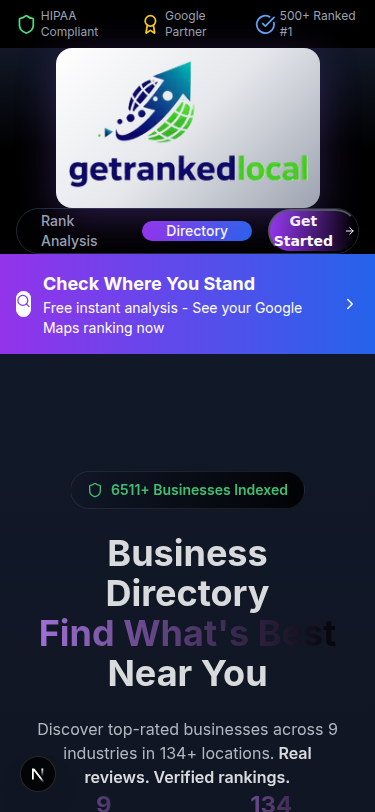 HIPAA
Compliant
Google
Partner
500+ Ranked
#1
getrankedlocal
Rank
Analysis
Directory
Get
Started
Check Where You Stand
Free instant analysis - See your Google
Maps ranking now
6511+ Businesses Indexed
Business
Directory
Find What's Best
Near You
Discover top-rated businesses across 9
industries in 134+ locations. Real
reviews. Verified rankings.
N
9
134